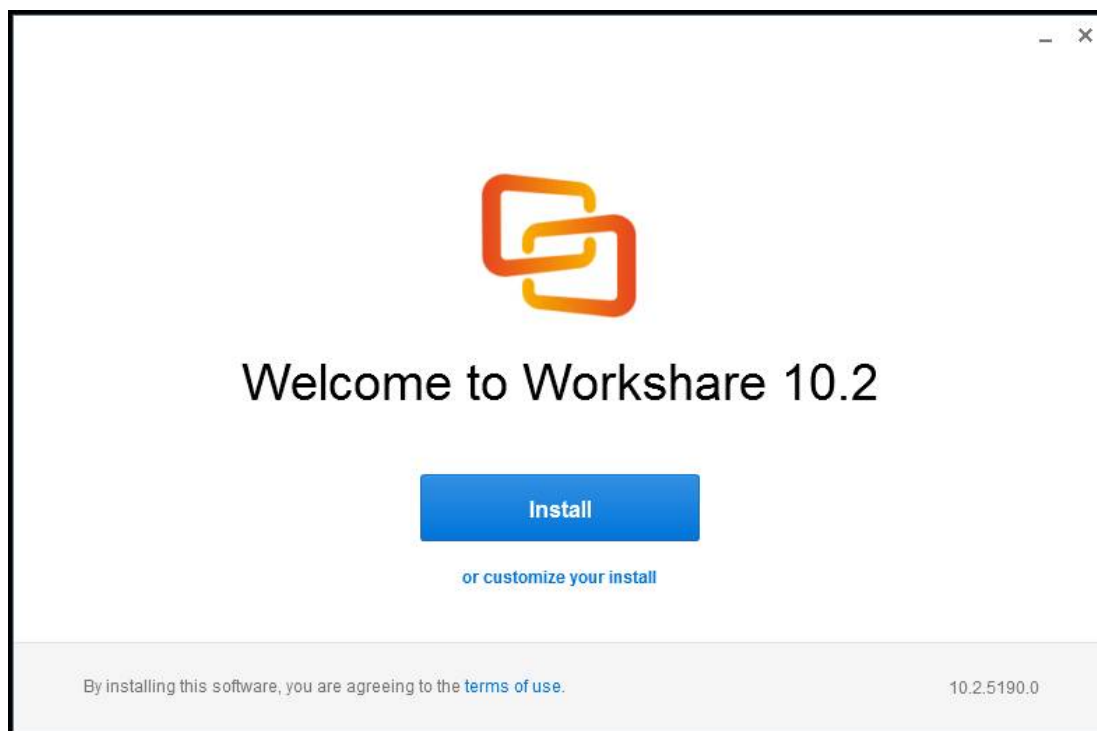 Welcome to Workshare 10.2
Install
or customize your install
By installing this software, you are agreeing to the terms of use.
10.2.5190.0